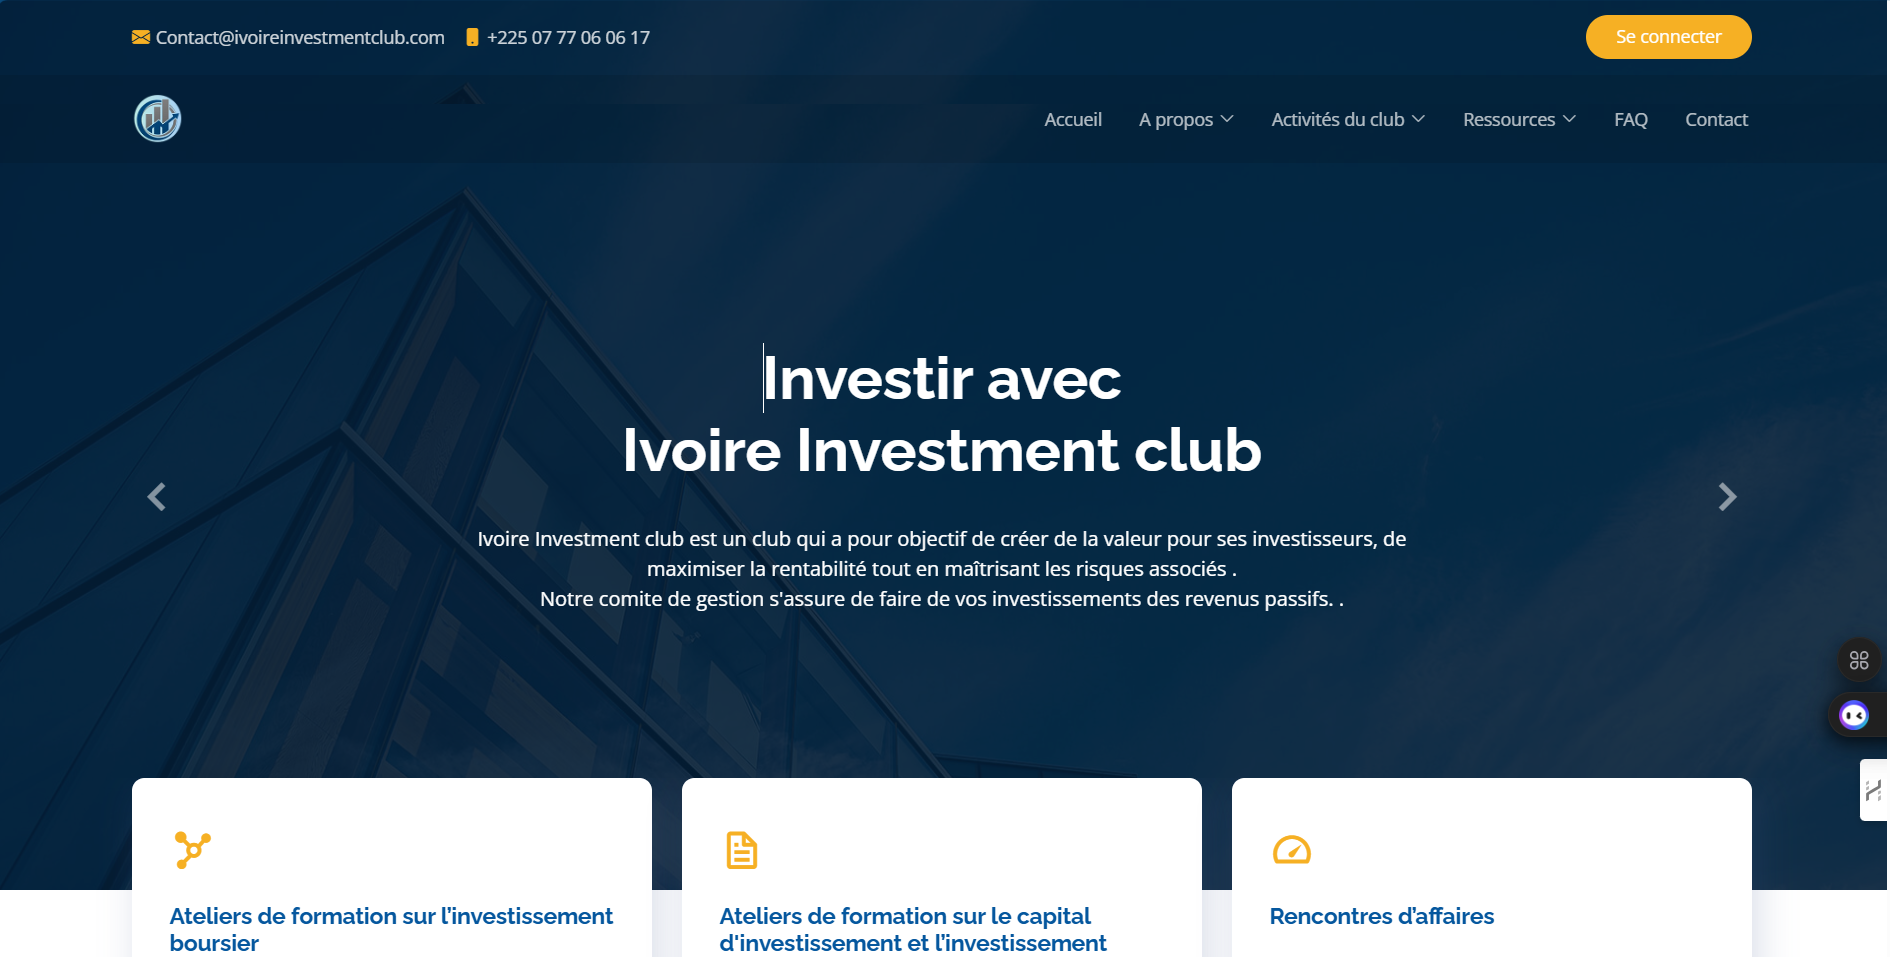 Contact@ivoireinvestmentclub.com +225 07 77 06 06 17 Se connecter
Accueil A propos Activités du club Ressources FAQ Contact
Investir avec
Ivoire Investment club
Ivoire Investment club est un club qui a pour objectif de créer de la valeur pour ses investisseurs, de
maximiser la rentabilité tout en maîtrisant les risques associés .
Notre comite de gestion s'assure de faire de vos investissements des revenus passifs. .
Ateliers de formation sur l’investissement
boursier
Ateliers de formation sur le capital
d'investissement et l’investissement
Rencontres d’affaires